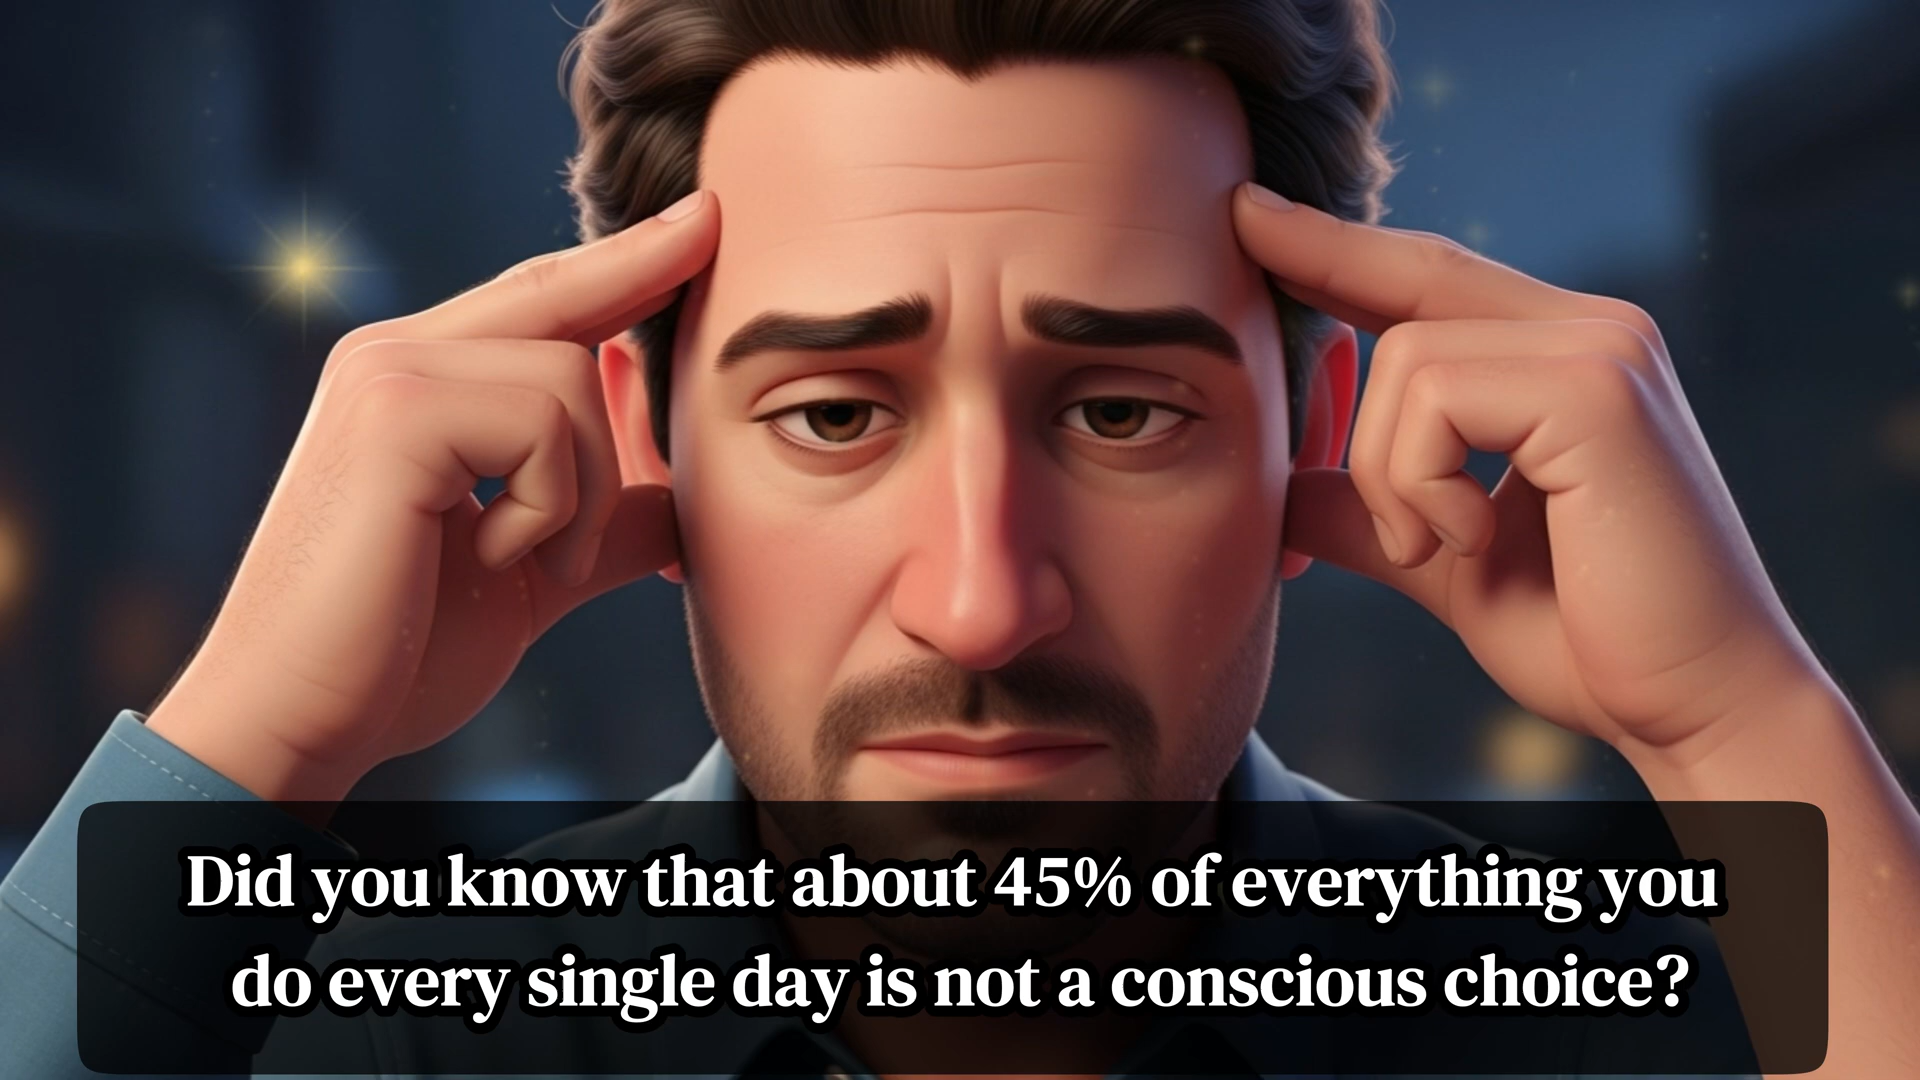 Did you know that about 45% of everything you
do every single day is not a conscious choice?